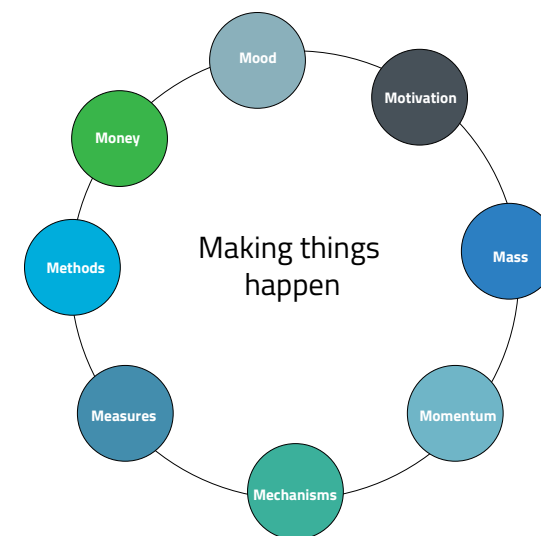 Mood
Motivation
Money
Making things
happen
Mass
Methods
Measures
Momentum
Mechanisms